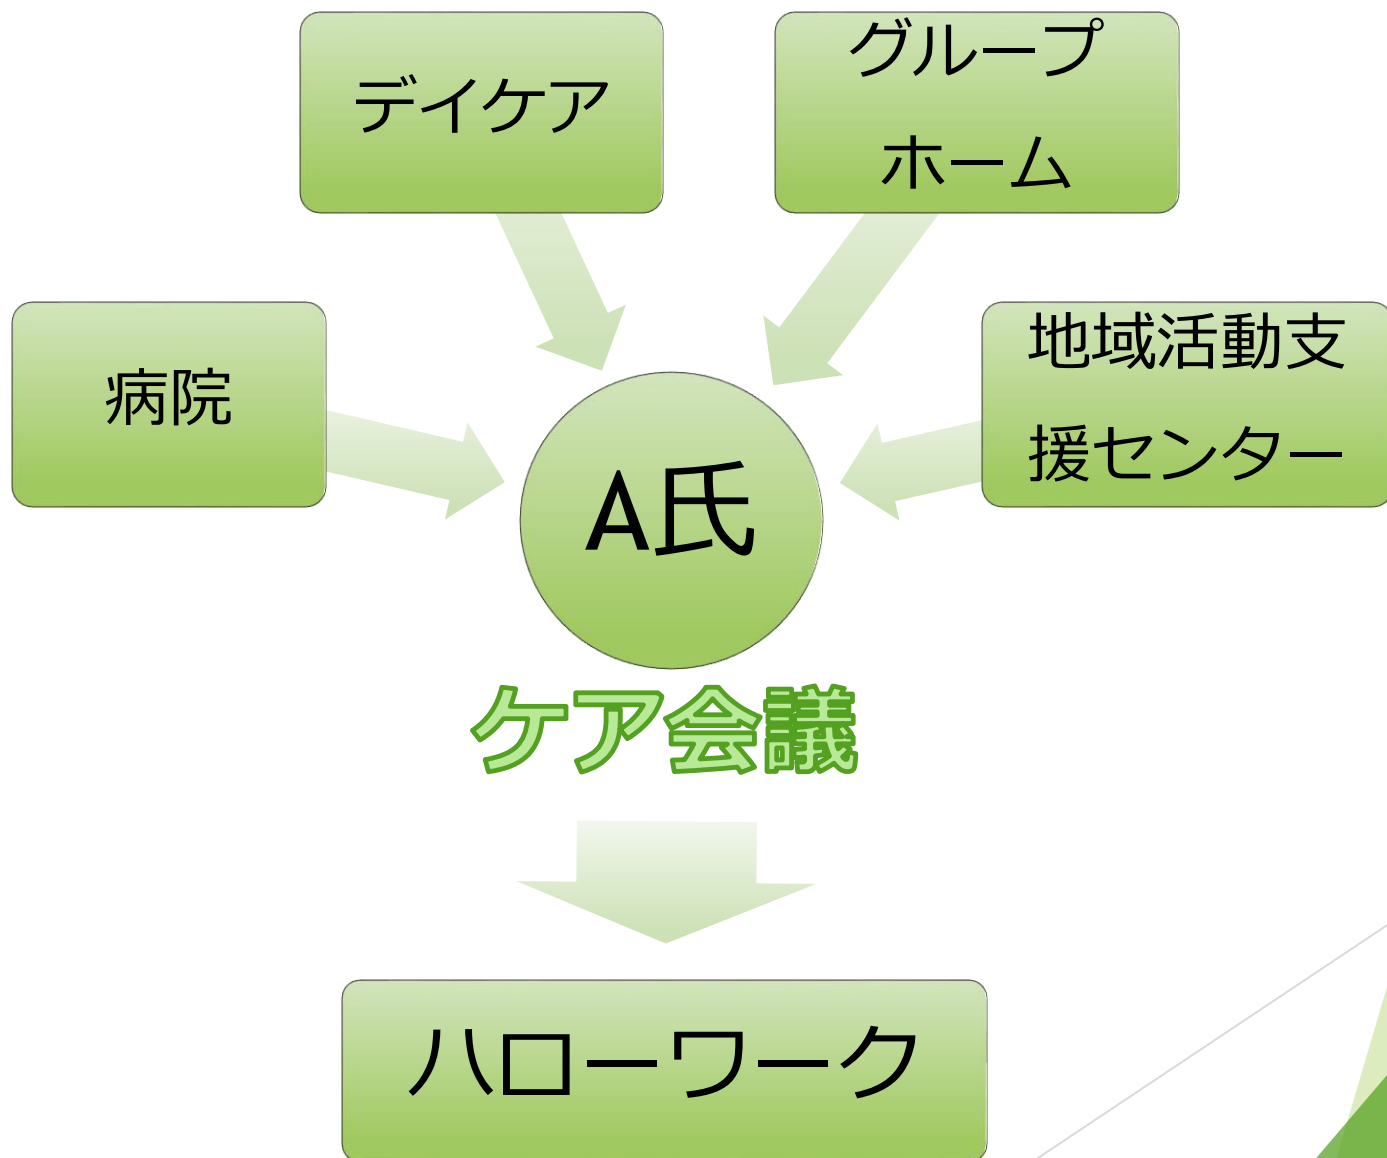 デイケア
グループ
ホーム
病院
地域活動支
援センター
A氏
ケア会議
ハローワーク